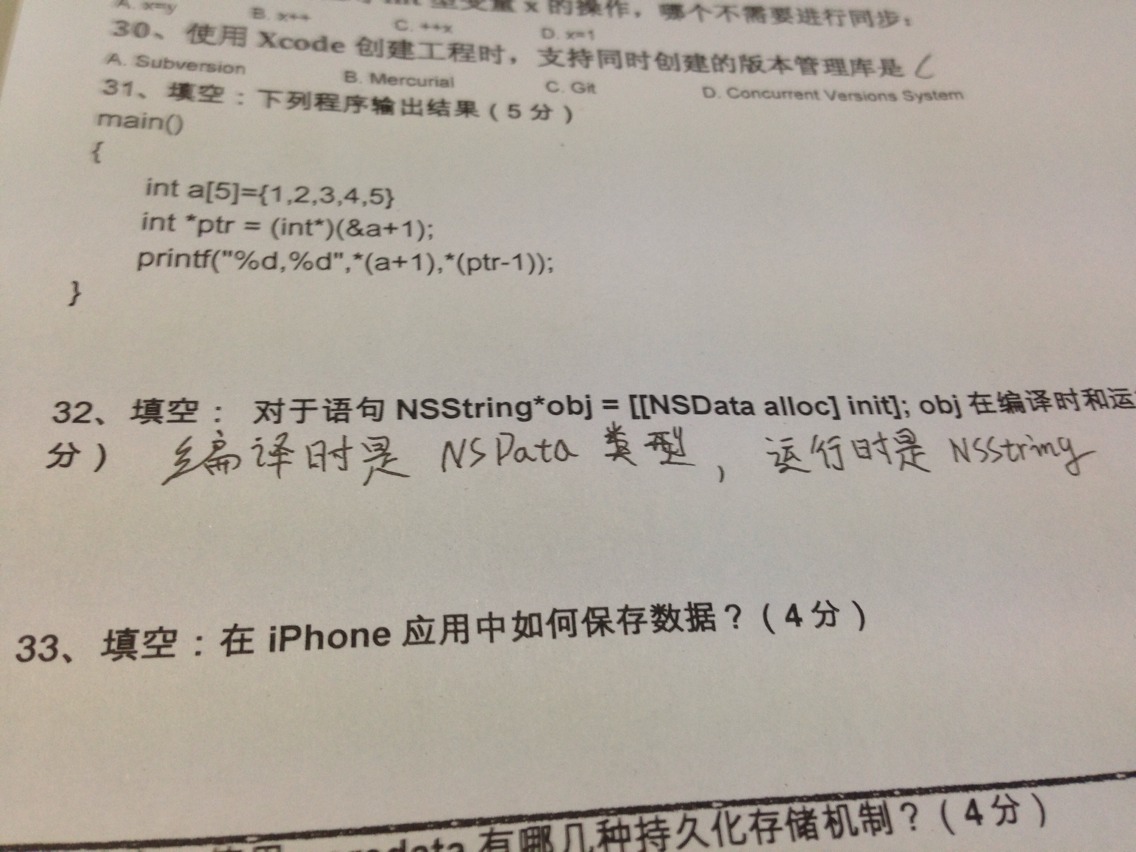 A. x=y B. x++ C. ++x D. x=1
型变量 x 的操作，哪个不需要进行同步：
30、使用 Xcode 创建工程时，支持同时创建的版本管理库是 C
A. Subversion B. Mercurial C. Git D. Concurrent Versions System
31、填空：下列程序输出结果（5 分）
main()
{
int a[5]={1,2,3,4,5}
int *ptr = (int*)(&a+1);
printf("%d,%d",*(a+1),*(ptr-1));
}
32、填空： 对于语句 NSString*obj = [[NSData alloc] init]; obj 在编译时和运
分） 编译时是 NSData 类型，运行时是 NSString
33、填空：在 iPhone 应用中如何保存数据？（4 分）
有哪几种持久化存储机制？（4 分）